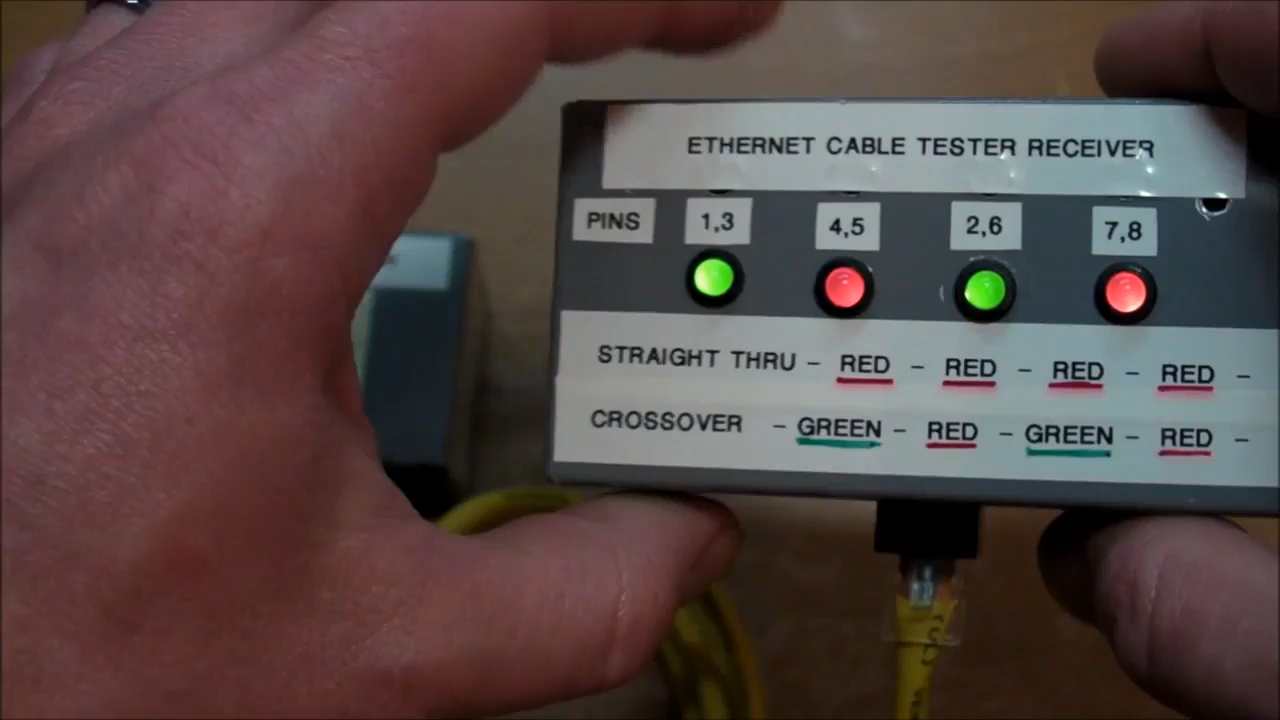 ETHERNET CABLE TESTER RECEIVER
PINS 1,3 4,5 2,6 7,8
STRAIGHT THRU - RED - RED - RED - RED -
CROSSOVER - GREEN - RED - GREEN - RED -